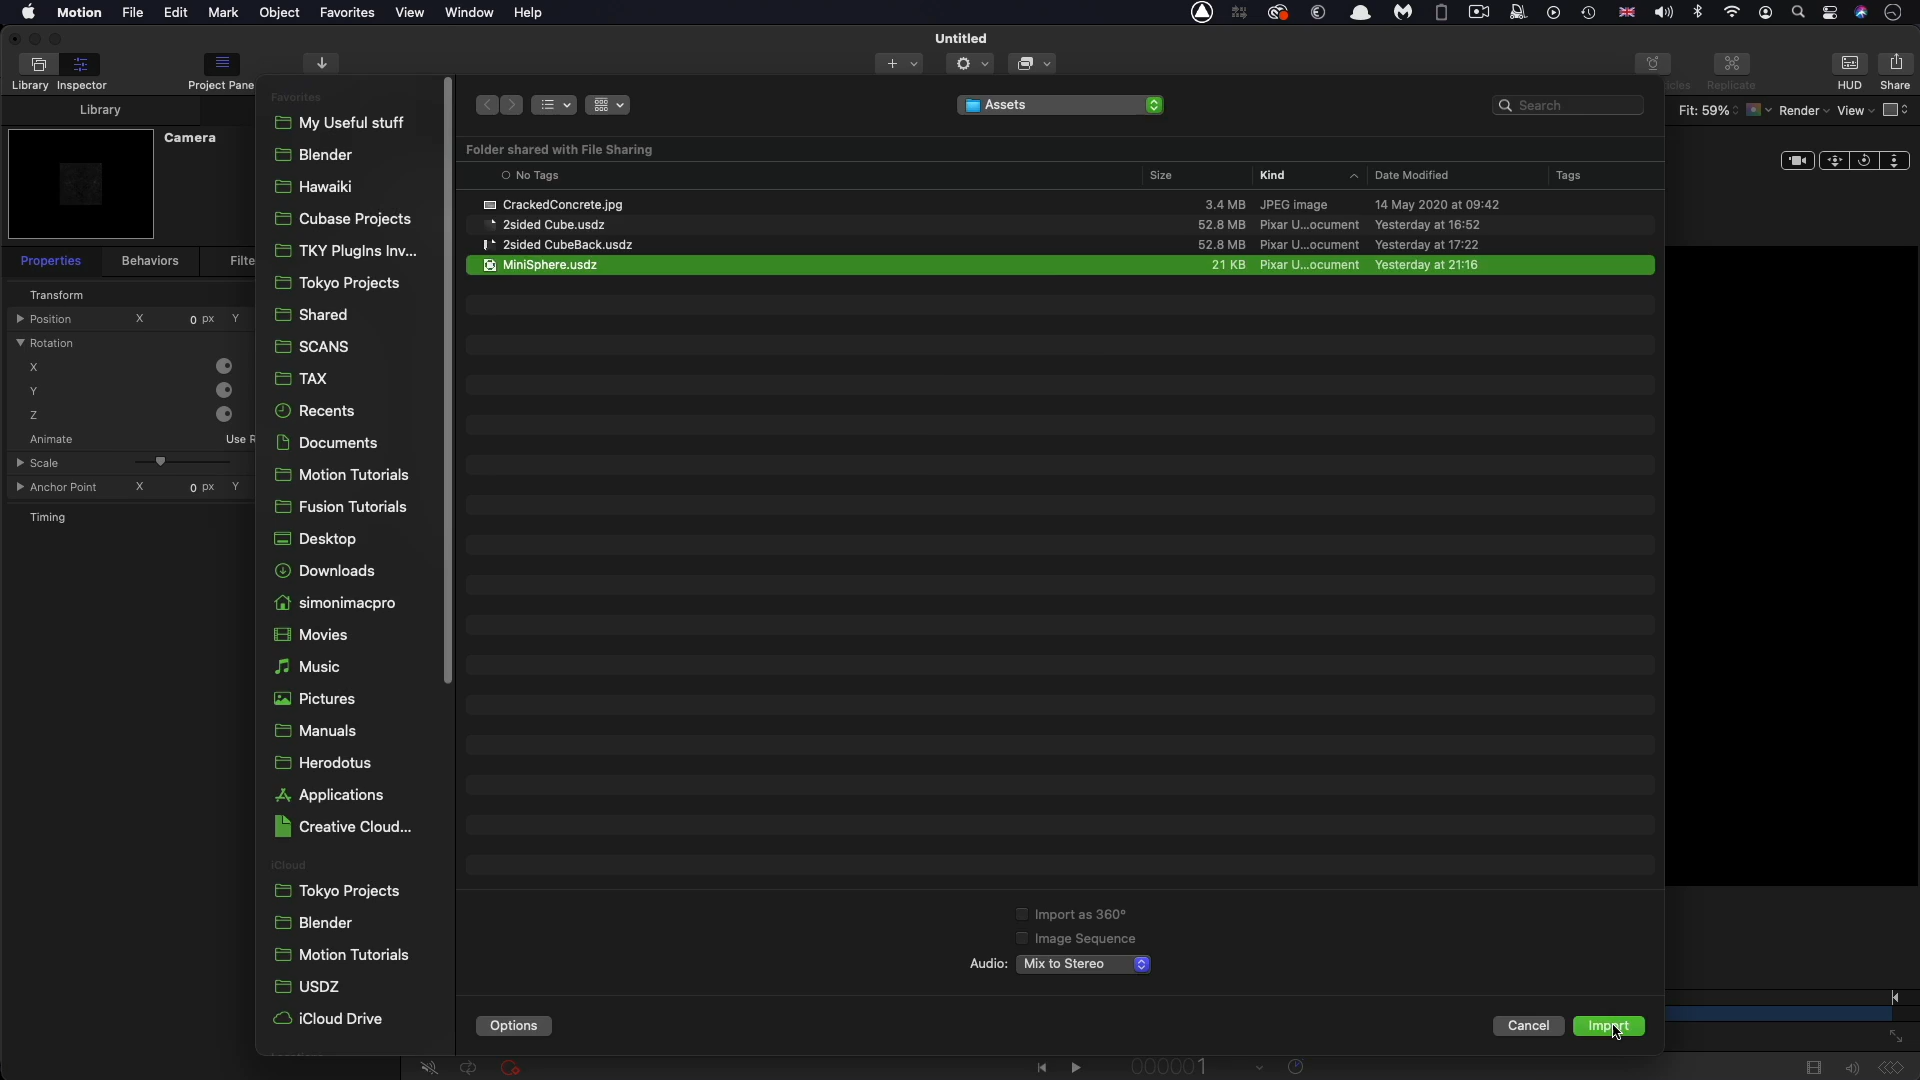 Motion File Edit Mark Object Favorites View Window Help
Untitled
Library Inspector Project Pane HUD Share
Library
Fit: 59% Render View
Camera
Properties Behaviors Filte
Transform
Position X 0 px Y
Rotation
X
Y
Z
Animate Use R
Scale
Anchor Point X 0 px Y
Timing
Favorites
My Useful stuff
Blender
Hawaiki
Cubase Projects
TKY PlugIns Inv...
Tokyo Projects
Shared
SCANS
TAX
Recents
Documents
Motion Tutorials
Fusion Tutorials
Desktop
Downloads
simonimacpro
Movies
Music
Pictures
Manuals
Herodotus
Applications
Creative Cloud...
iCloud
Tokyo Projects
Blender
Motion Tutorials
USDZ
iCloud Drive
Assets
Search
Folder shared with File Sharing
No Tags Size Kind Date Modified Tags
CrackedConcrete.jpg 3.4 MB JPEG image 14 May 2020 at 09:42
2sided Cube.usdz 52.8 MB Pixar U...ocument Yesterday at 16:52
2sided CubeBack.usdz 52.8 MB Pixar U...ocument Yesterday at 17:22
MiniSphere.usdz 21 KB Pixar U...ocument Yesterday at 21:16
Import as 360°
Image Sequence
Audio: Mix to Stereo
Options Cancel Import
000001
Replicate